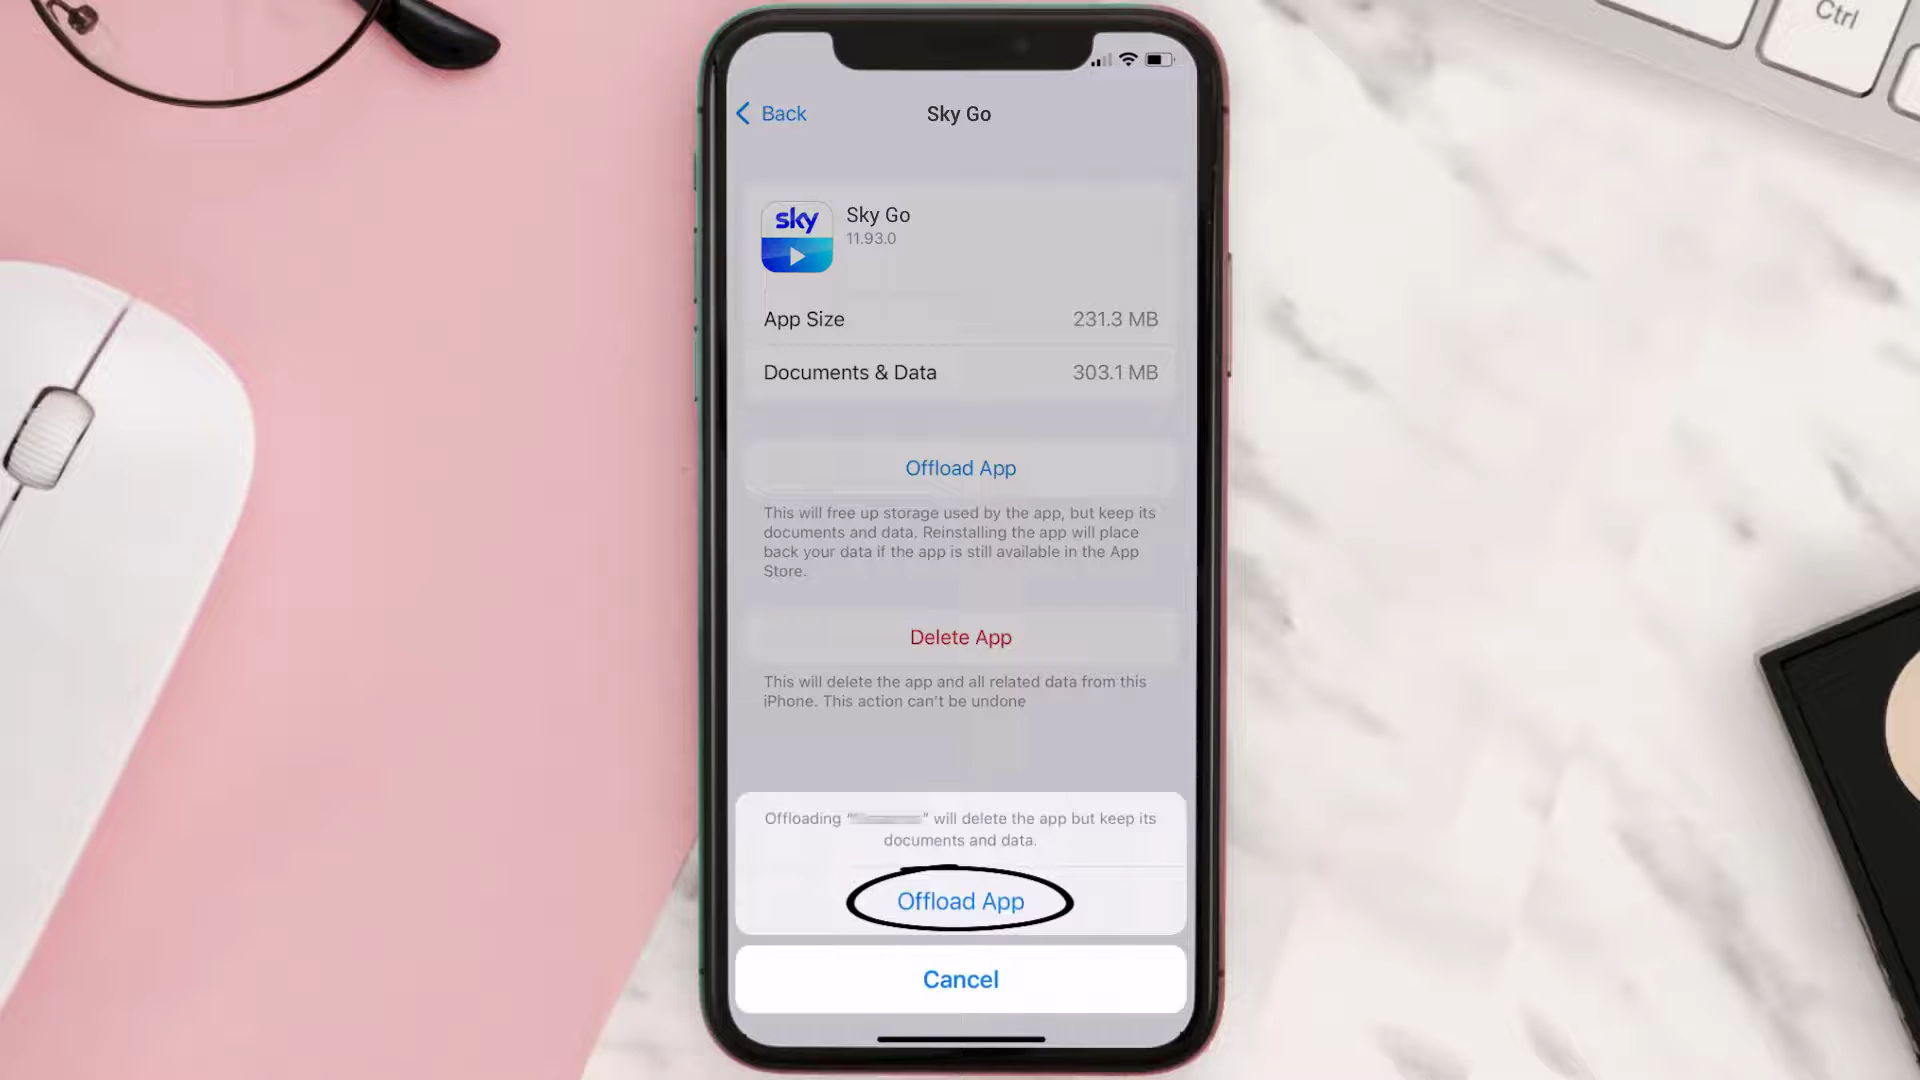 Ctrl
Back
Sky Go
sky
Sky Go
11.93.0
App Size 231.3 MB
Documents & Data 303.1 MB
Offload App
This will free up storage used by the app, but keep its
documents and data. Reinstalling the app will place
back your data if the app is still available in the App
Store.
Delete App
This will delete the app and all related data from this
iPhone. This action can't be undone
Offloading "" will delete the app but keep its
documents and data.
Offload App
Cancel